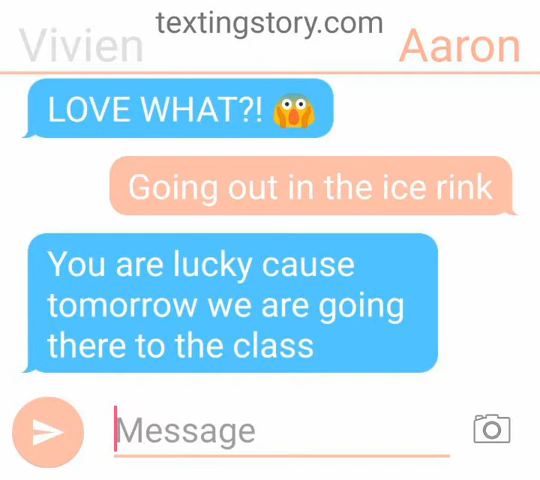 textingstory.com
Vivien
Aaron
LOVE WHAT?! 😱
Going out in the ice rink
You are lucky cause
tomorrow we are going
there to the class
Message